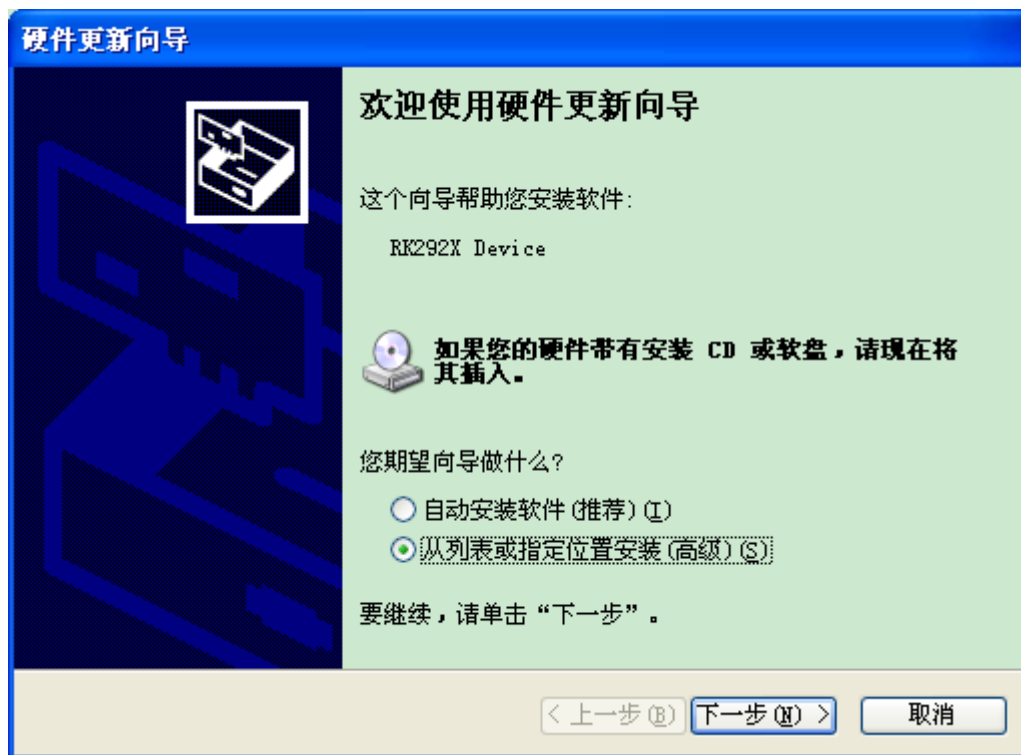 硬件更新向导
欢迎使用硬件更新向导
这个向导帮助您安装软件:
RK292X Device
如果您的硬件带有安装 CD 或软盘，请现在将
其插入。
您期望向导做什么?
自动安装软件(推荐)(I)
从列表或指定位置安装(高级)(S)
要继续，请单击“下一步”。
< 上一步(B)
下一步(N) >
取消